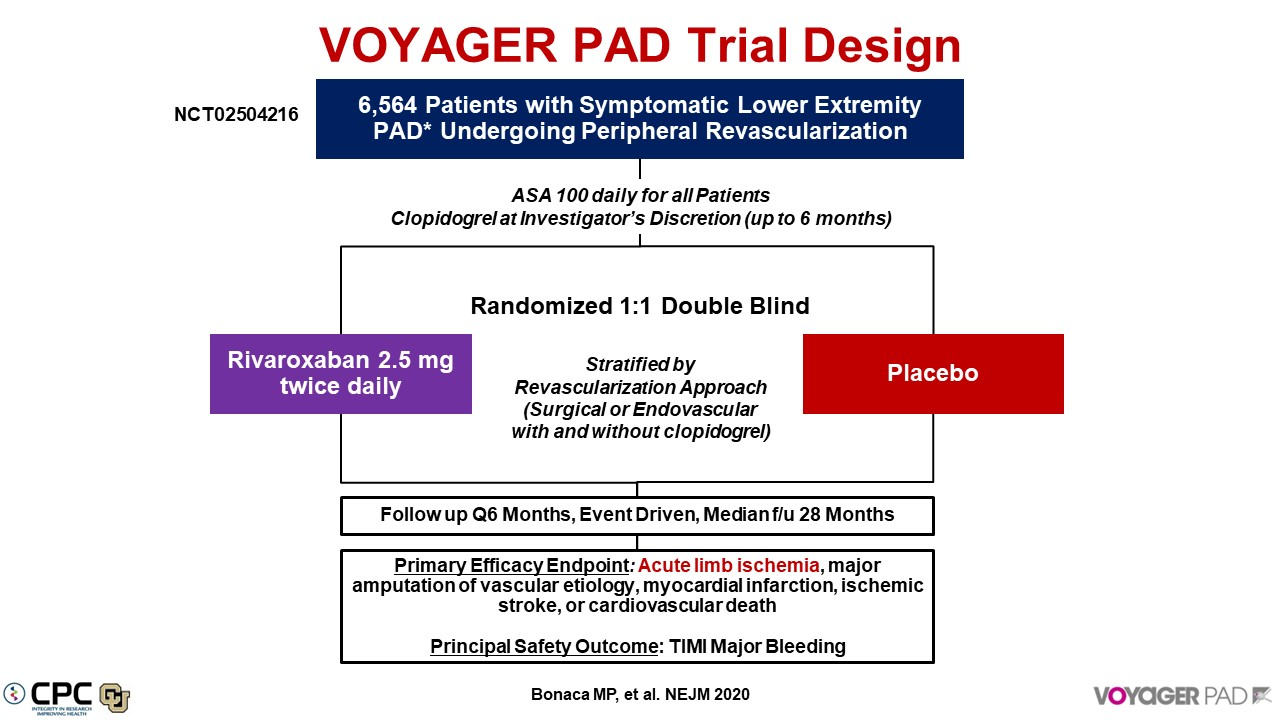 VOYAGER PAD Trial Design
NCT02504216
6,564 Patients with Symptomatic Lower Extremity
PAD* Undergoing Peripheral Revascularization
ASA 100 daily for all Patients
Clopidogrel at Investigator's Discretion (up to 6 months)
Randomized 1:1 Double Blind
Rivaroxaban 2.5 mg
twice daily
Stratified by
Revascularization Approach
(Surgical or Endovascular
with and without clopidogrel)
Placebo
Follow up Q6 Months, Event Driven, Median f/u 28 Months
Primary Efficacy Endpoint: Acute limb ischemia, major
amputation of vascular etiology, myocardial infarction, ischemic
stroke, or cardiovascular death
Principal Safety Outcome: TIMI Major Bleeding
CPC
INTEGRITY IN RESEARCH
IMPROVING HEALTH
CU
Bonaca MP, et al. NEJM 2020
VOYAGER PAD